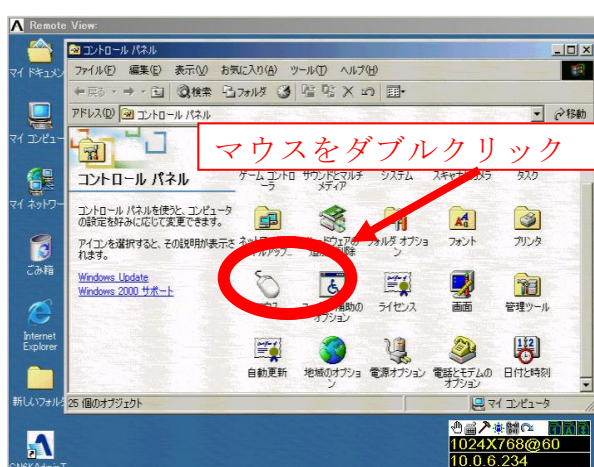 Remote View:
コントロール パネル
マイ ドキュメン
ファイル(F) 編集(E) 表示(V) お気に入り(A) ツール(T) ヘルプ(H)
戻る 検索 フォルダ
アドレス(D) コントロール パネル 移動
マイ コンピュー
マウスをダブルクリック
コントロール パネル
ゲーム コントローラ
サウンドとマルチメディア
システム
スキャナとカメラ
タスク
マイ ネットワー
コントロール パネルを使うと、コンピュータ
の設定を好みに応じて変更できます。
アイコンを選択すると、その説明が表示さ
れます。
フォルダ オプション
フォント
プリンタ
ごみ箱
Windows Update
Windows 2000 サポート
マウス
オプション
ライセンス
画面
管理ツール
Internet
Explorer
自動更新
地域のオプション
電源オプション
電話とモデムの
オプション
日付と時刻
新しいフォルダ
25 個のオブジェクト
マイ コンピュータ
1024X768@60
10.0.6.234